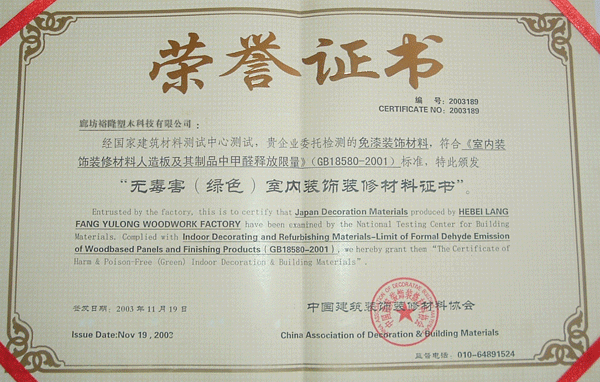 荣誉证书
编 号：2003189
CERTIFICATE NO：2003189
廊坊裕隆塑木科技有限公司：
经国家建筑材料测试中心测试，贵企业委托检测的免漆装饰材料，符合《室内装
饰装修材料人造板及其制品中甲醛释放限量》(GB18580-2001) 标准，特此颁发
“无毒害（绿色）室内装饰装修材料证书”。
Entrusted by the factory, this is to certify that Japan Decoration Materials produced by HEBEI LANG
FANG YULONG WOODWORK FACTORY have been examined by the National Testing Center for Building
Materials. Complied with Indoor Decorating and Refurbishing Materials-Limit of Formal Dehyde Emission
of Woodbased Panels and Finishing Products (GB18580-2001), we hereby grant them “The Certificate of
Harm & Poison-Free (Green) Indoor Decoration & Building Materials”.
签发日期：2003 年 11 月 19 日
中国建筑装饰装修材料协会
Issue Date:Nov 19, 2003
China Association of Decoration & Building Materials
监督电话：010-64891524